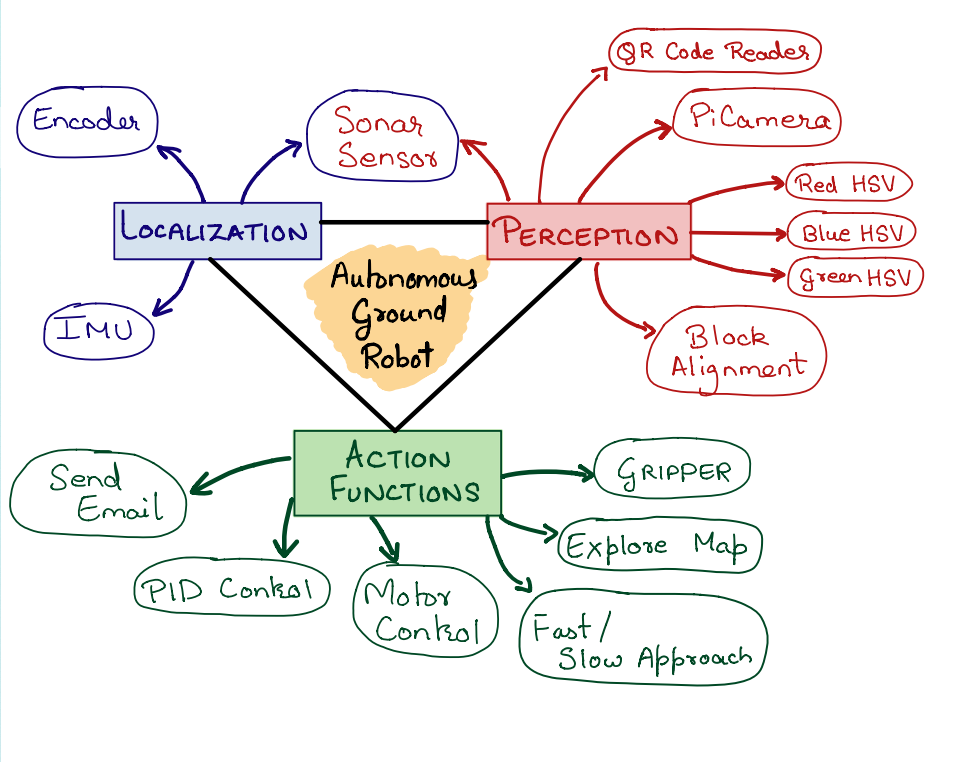 QR Code Reader
Encoder
Sonar
Sensor
PiCamera
Red HSV
LOCALIZATION
PERCEPTION
Blue HSV
Green HSV
Autonomous
Ground
Robot
IMU
Block
Alignment
ACTION
FUNCTIONS
Send
Email
GRIPPER
Explore Map
PID Control
Motor
Control
Fast/
Slow Approach